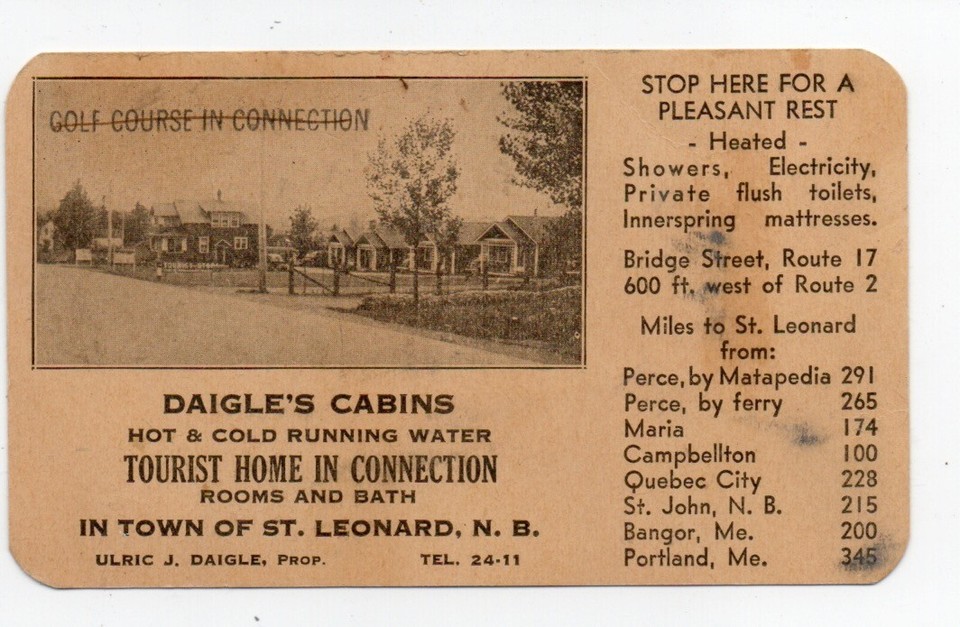 GOLF COURSE IN CONNECTION
DAIGLE'S CABINS
HOT & COLD RUNNING WATER
TOURIST HOME IN CONNECTION
ROOMS AND BATH
IN TOWN OF ST. LEONARD, N. B.
ULRIC J. DAIGLE, PROP. TEL. 24-11
STOP HERE FOR A
PLEASANT REST
- Heated -
Showers, Electricity,
Private flush toilets,
Innerspring mattresses.
Bridge Street, Route 17
600 ft. west of Route 2
Miles to St. Leonard
from:
Perce, by Matapedia 291
Perce, by ferry 265
Maria 174
Campbellton 100
Quebec City 228
St. John, N. B. 215
Bangor, Me. 200
Portland, Me. 345